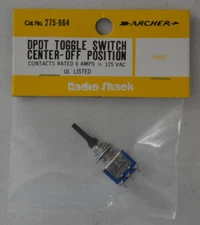 Cat. No. 275-664
ARCHER
DPDT TOGGLE SWITCH
CENTER-OFF POSITION
CONTACTS RATED 6 AMPS @ 125 VAC
UL LISTED
Radio Shack